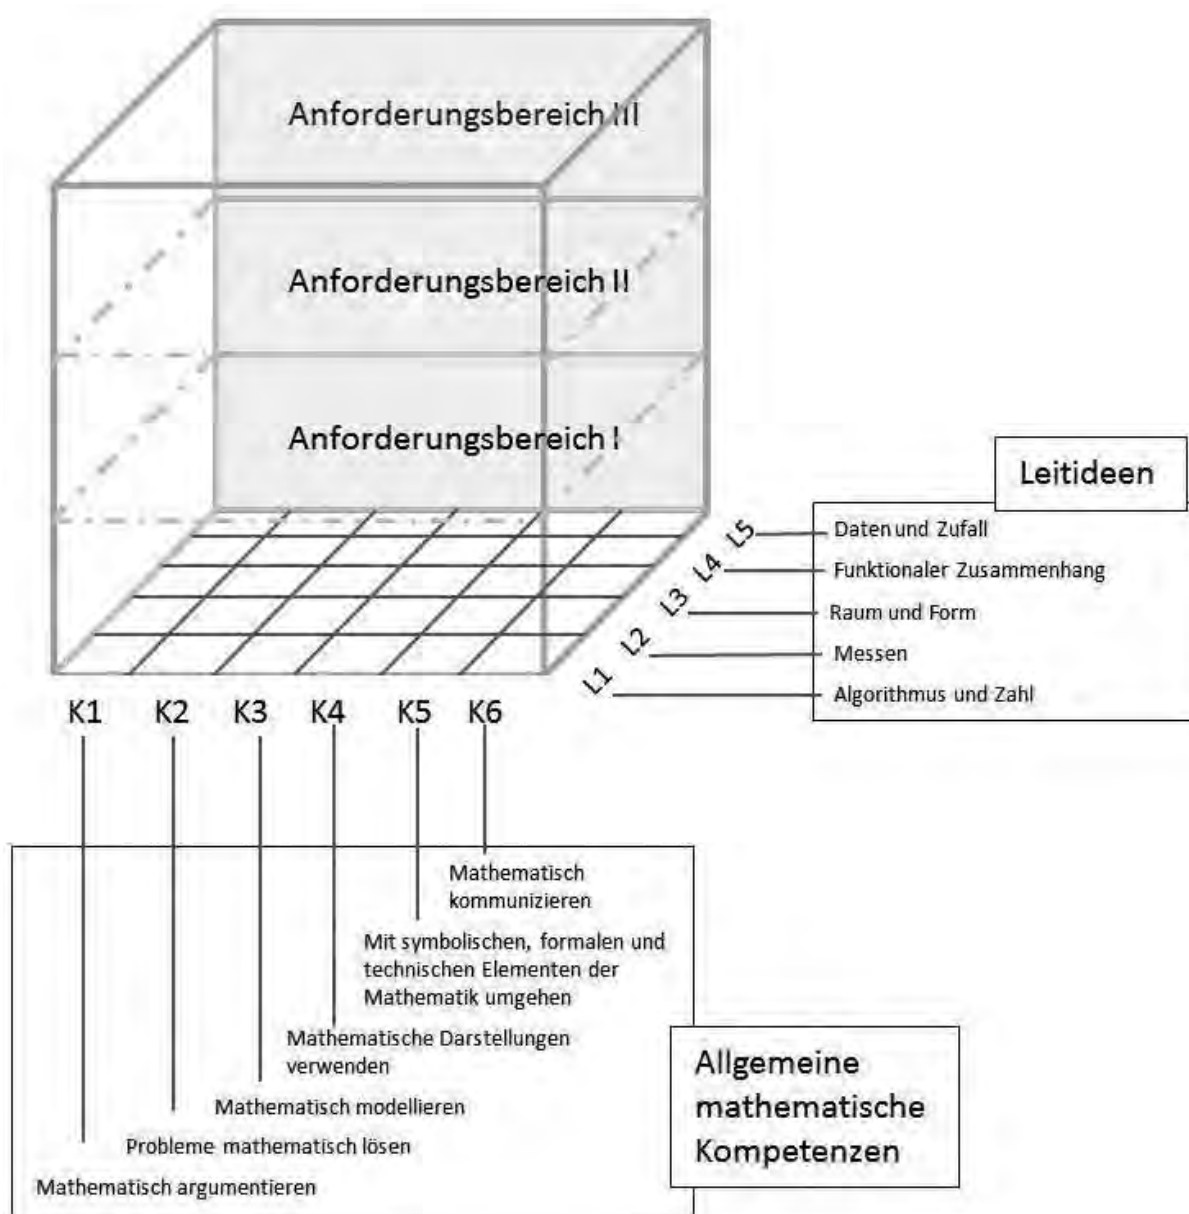 Anforderungsbereich III
Anforderungsbereich II
Anforderungsbereich I
Leitideen
L5
Daten und Zufall
L4
Funktionaler Zusammenhang
L3
Raum und Form
L2
Messen
L1
Algorithmus und Zahl
K1 K2 K3 K4 K5 K6
Mathematisch
kommunizieren
Mit symbolischen, formalen und
technischen Elementen der
Mathematik umgehen
Mathematische Darstellungen
verwenden
Mathematisch modellieren
Probleme mathematisch lösen
Mathematisch argumentieren
Allgemeine
mathematische
Kompetenzen